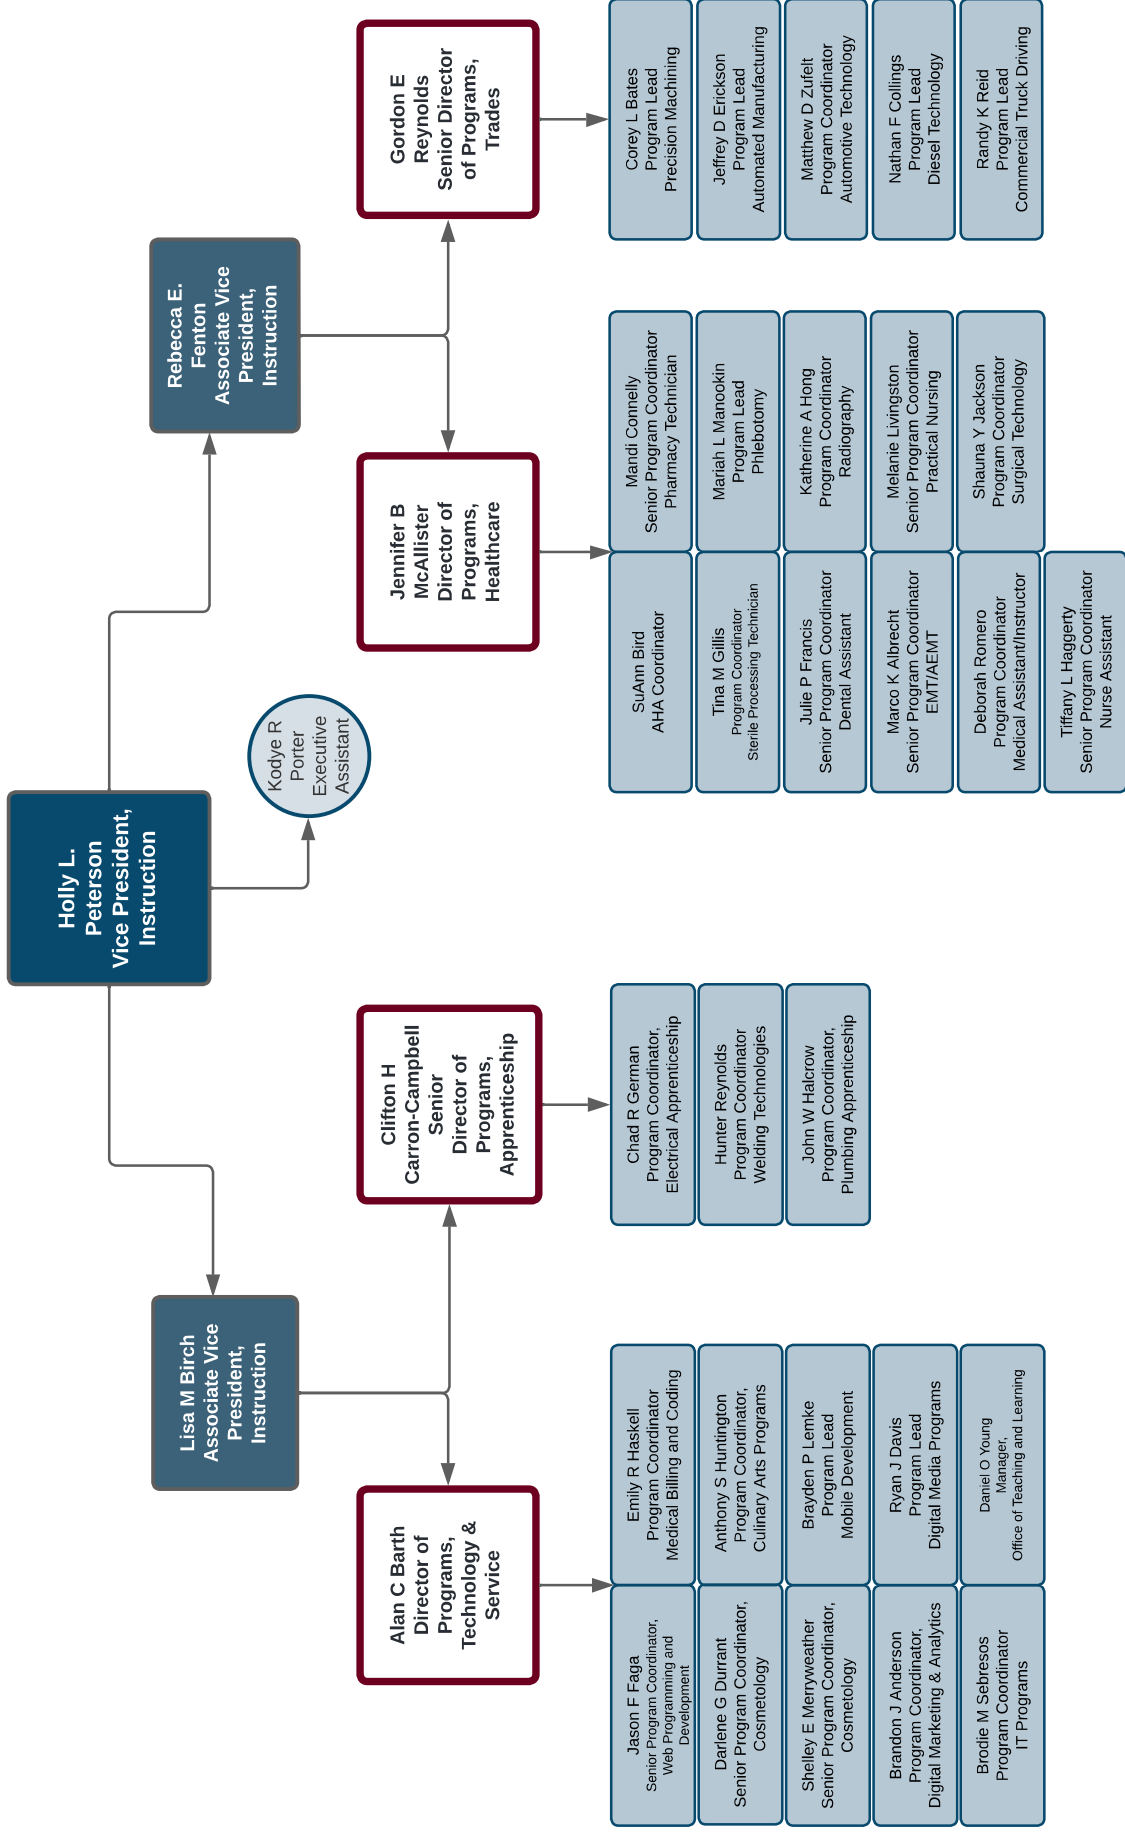 Holly L.
Peterson
Vice President,
Instruction
Kodye R
Porter
Executive
Assistant
Lisa M Birch
Associate Vice
President,
Instruction
Rebecca E.
Fenton
Associate Vice
President,
Instruction
Alan C Barth
Director of
Programs,
Technology &
Service
Clifton H
Carron-Campbell
Senior
Director of
Programs,
Apprenticeship
Jennifer B
McAllister
Director of
Programs,
Healthcare
Gordon E
Reynolds
Senior Director
of Programs,
Trades
Jason F Faga
Senior Program Coordinator,
Web Programming and
Development
Darlene G Durrant
Senior Program Coordinator,
Cosmetology
Shelley E Merryweather
Senior Program Coordinator,
Cosmetology
Brandon J Anderson
Program Coordinator,
Digital Marketing & Analytics
Brodie M Sebresos
Program Coordinator
IT Programs
Emily R Haskell
Program Coordinator
Medical Billing and Coding
Anthony S Huntington
Program Coordinator,
Culinary Arts Programs
Brayden P Lemke
Program Lead
Mobile Development
Ryan J Davis
Program Lead
Digital Media Programs
Daniel O Young
Manager,
Office of Teaching and Learning
Chad R German
Program Coordinator,
Electrical Apprenticeship
Hunter Reynolds
Program Coordinator
Welding Technologies
John W Halcrow
Program Coordinator,
Plumbing Apprenticeship
SuAnn Bird
AHA Coordinator
Tina M Gillis
Program Coordinator
Sterile Processing Technician
Julie P Francis
Senior Program Coordinator
Dental Assistant
Marco K Albrecht
Senior Program Coordinator
EMT/AEMT
Deborah Romero
Program Coordinator
Medical Assistant/Instructor
Tiffany L Haggerty
Senior Program Coordinator
Nurse Assistant
Mandi Connelly
Senior Program Coordinator
Pharmacy Technician
Mariah L Manookin
Program Lead
Phlebotomy
Katherine A Hong
Program Coordinator
Radiography
Melanie Livingston
Senior Program Coordinator
Practical Nursing
Shauna Y Jackson
Program Coordinator
Surgical Technology
Corey L Bates
Program Lead
Precision Machining
Jeffrey D Erickson
Program Lead
Automated Manufacturing
Matthew D Zufelt
Program Coordinator
Automotive Technology
Nathan F Collings
Program Lead
Diesel Technology
Randy K Reid
Program Lead
Commercial Truck Driving